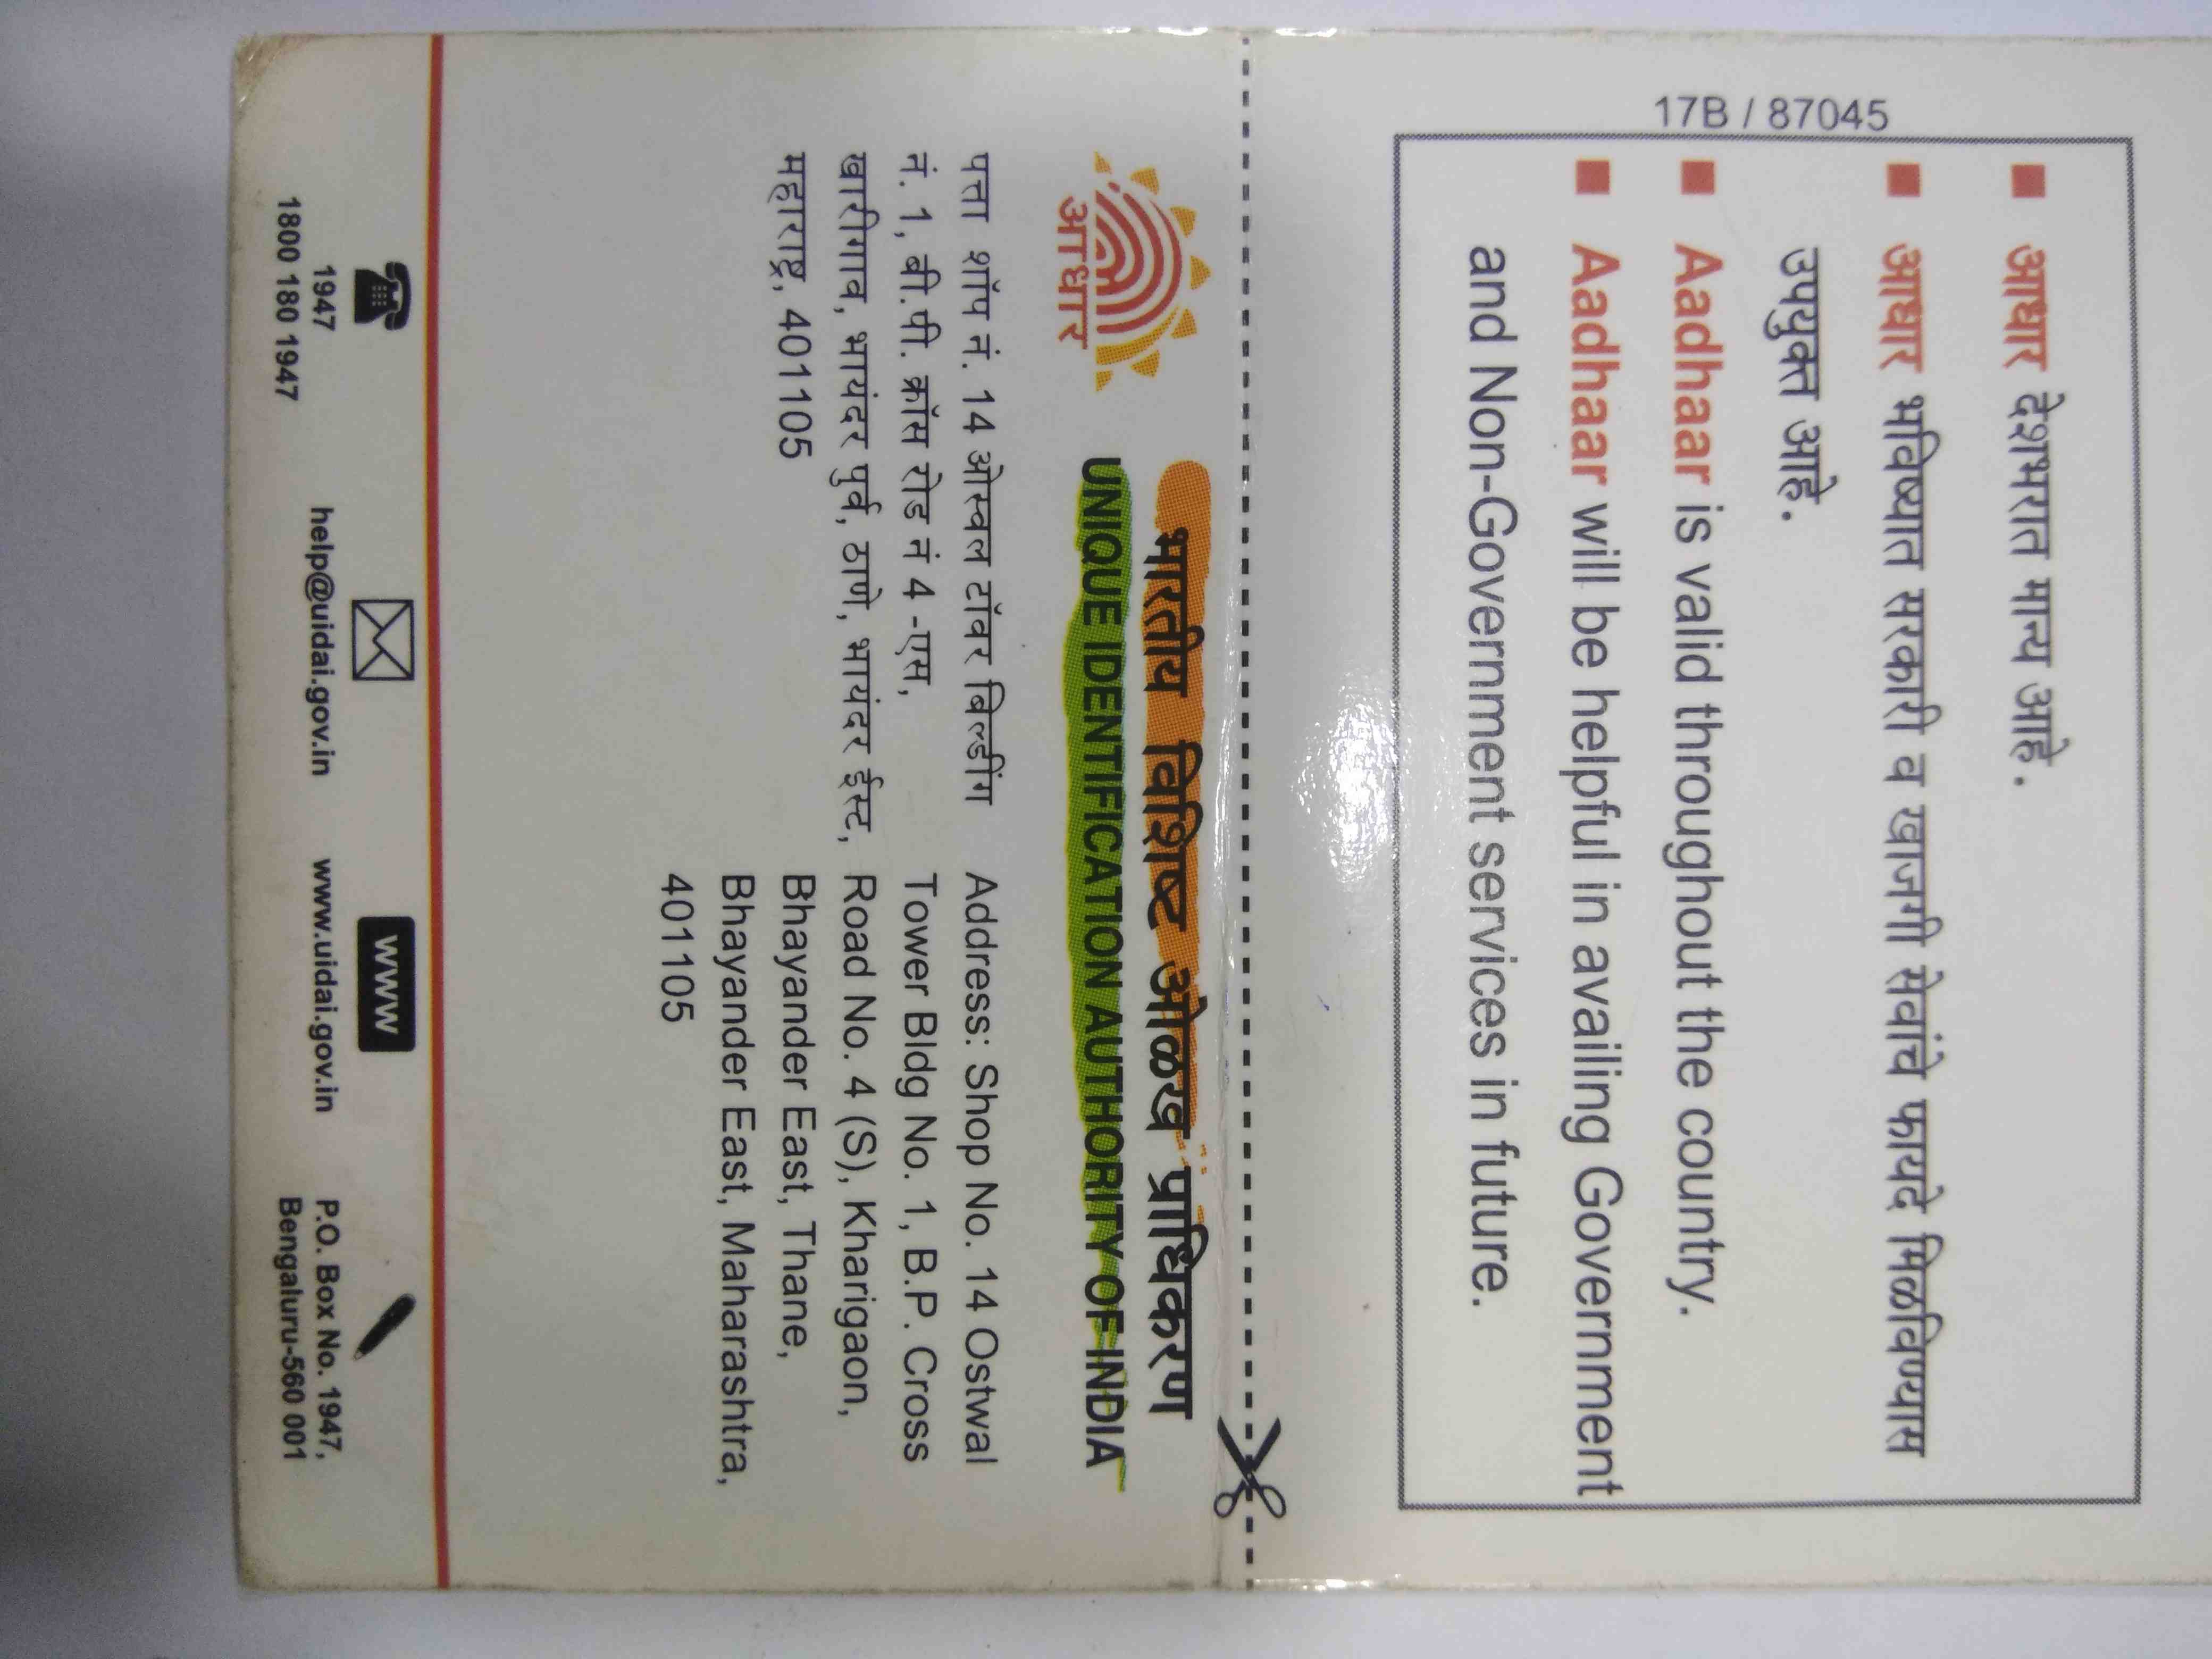 17B / 87045
■ आधार देशभरात मान्य आहे.
■ आधार भविष्यात सरकारी व खाजगी सेवांचे फायदे मिळविण्यास
उपयुक्त आहे.
■ Aadhaar is valid throughout the country.
■ Aadhaar will be helpful in availing Government
and Non-Government services in future.
भारतीय विशिष्ट ओळख प्राधिकरण
UNIQUE IDENTIFICATION AUTHORITY OF INDIA
आधार
पत्ता शॉप नं. 14 ओस्वल टॉवर बिल्डींग
नं. 1, बी.पी. क्रॉस रोड नं 4 -एस,
खारीगाव, भायंदर पुर्व, ठाणे, भायंदर ईस्ट,
महाराष्ट्र, 401105
Address: Shop No. 14 Ostwal
Tower Bldg No. 1, B.P. Cross
Road No. 4 (S), Kharigaon,
Bhayander East, Thane,
Bhayander East, Maharashtra,
401105
1947
1800 180 1947
help@uidai.gov.in
WWW
www.uidai.gov.in
P.O. Box No. 1947,
Bengaluru-560 001